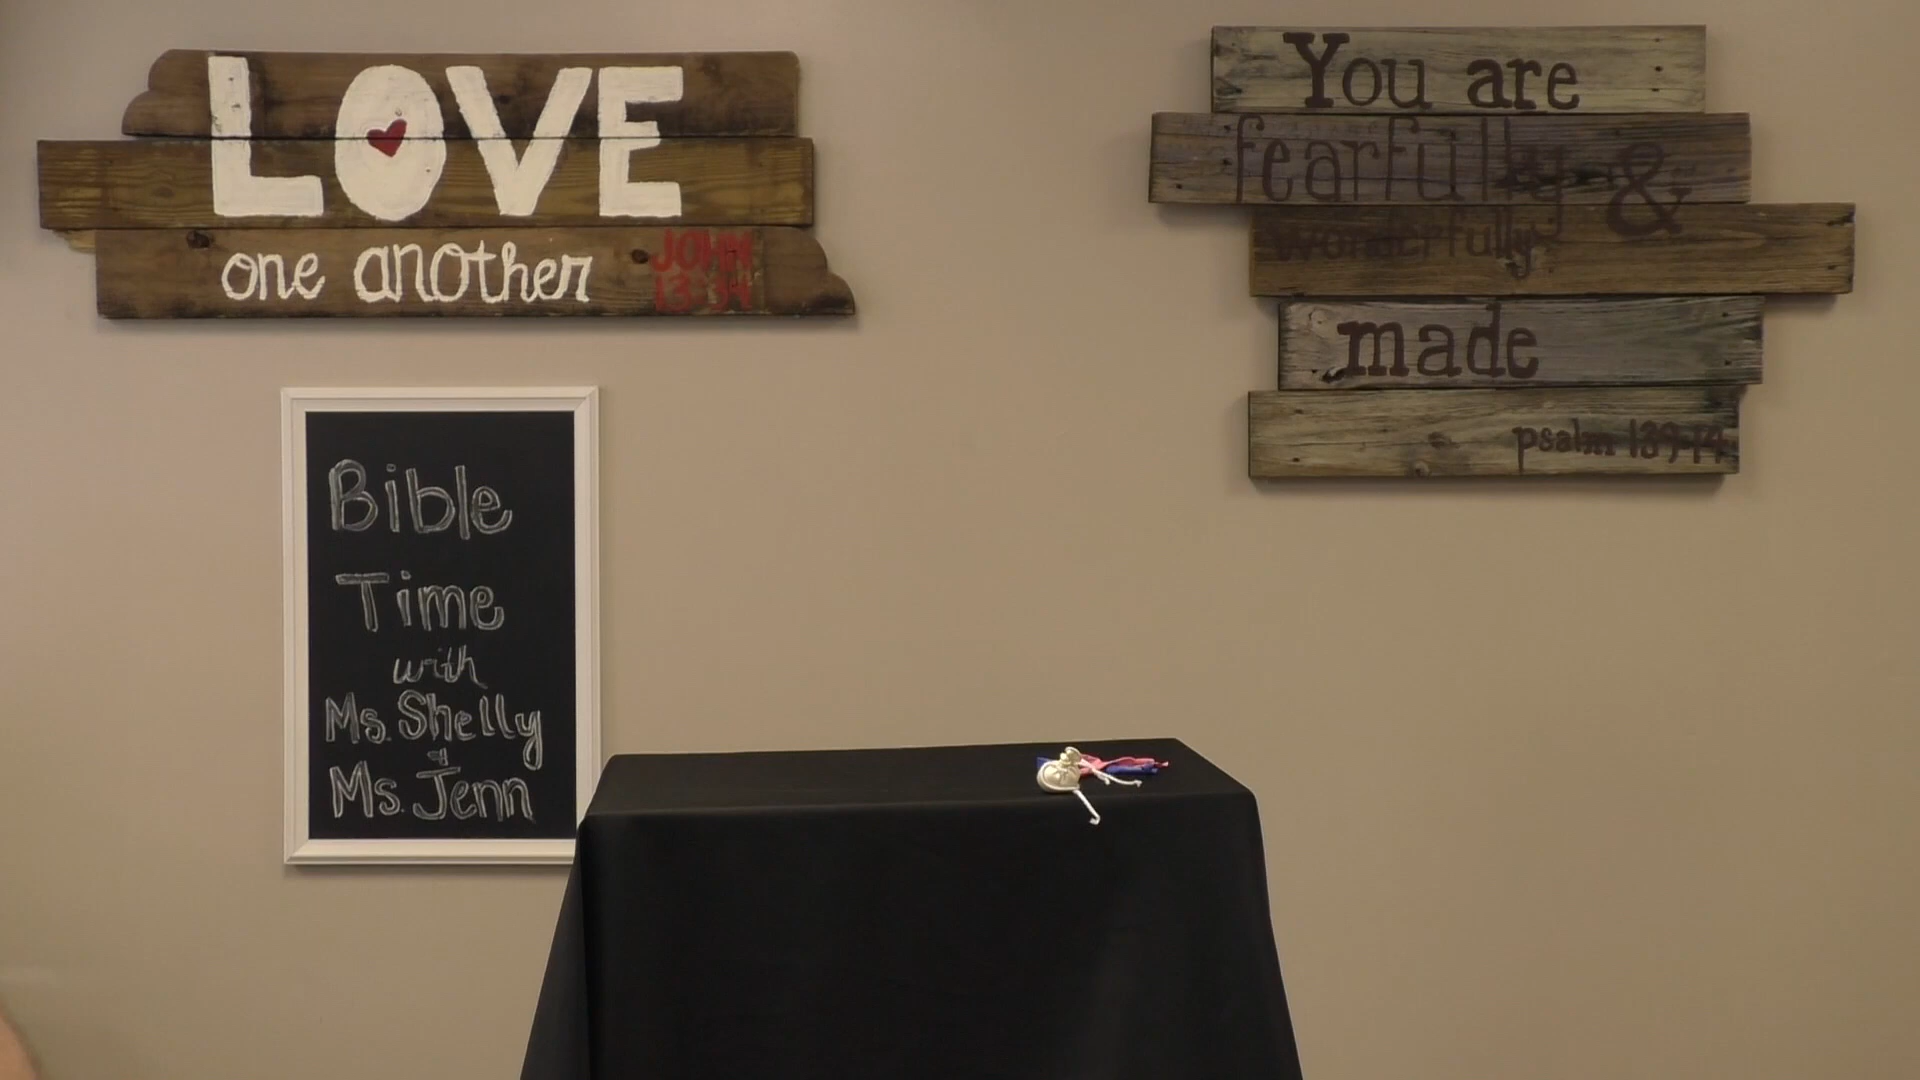 LOVE
one another
JOHN
13:34
You are
fearfully &
wonderfully
made
psalm 139:14
Bible
Time
with
Ms. Shelly
&
Ms. Jenn